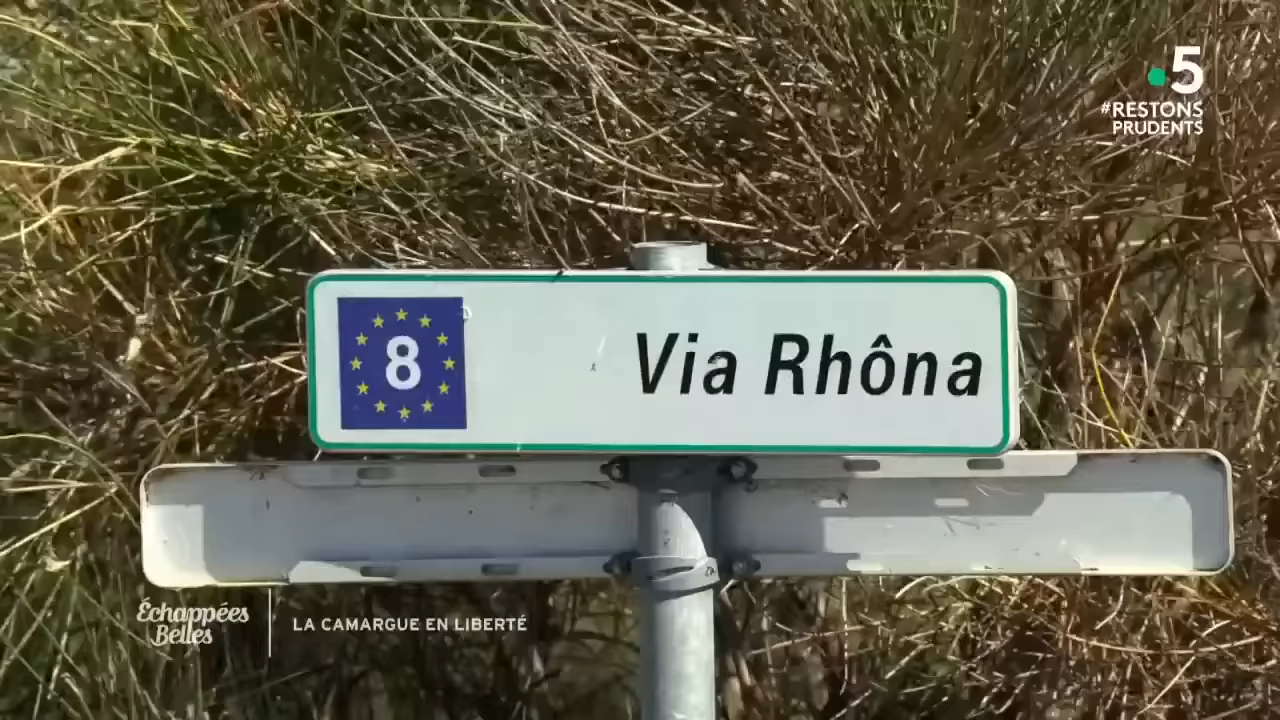 5
#RESTONS
PRUDENTS
8
Via Rhôna
Échappées
Belles
LA CAMARGUE EN LIBERTÉ